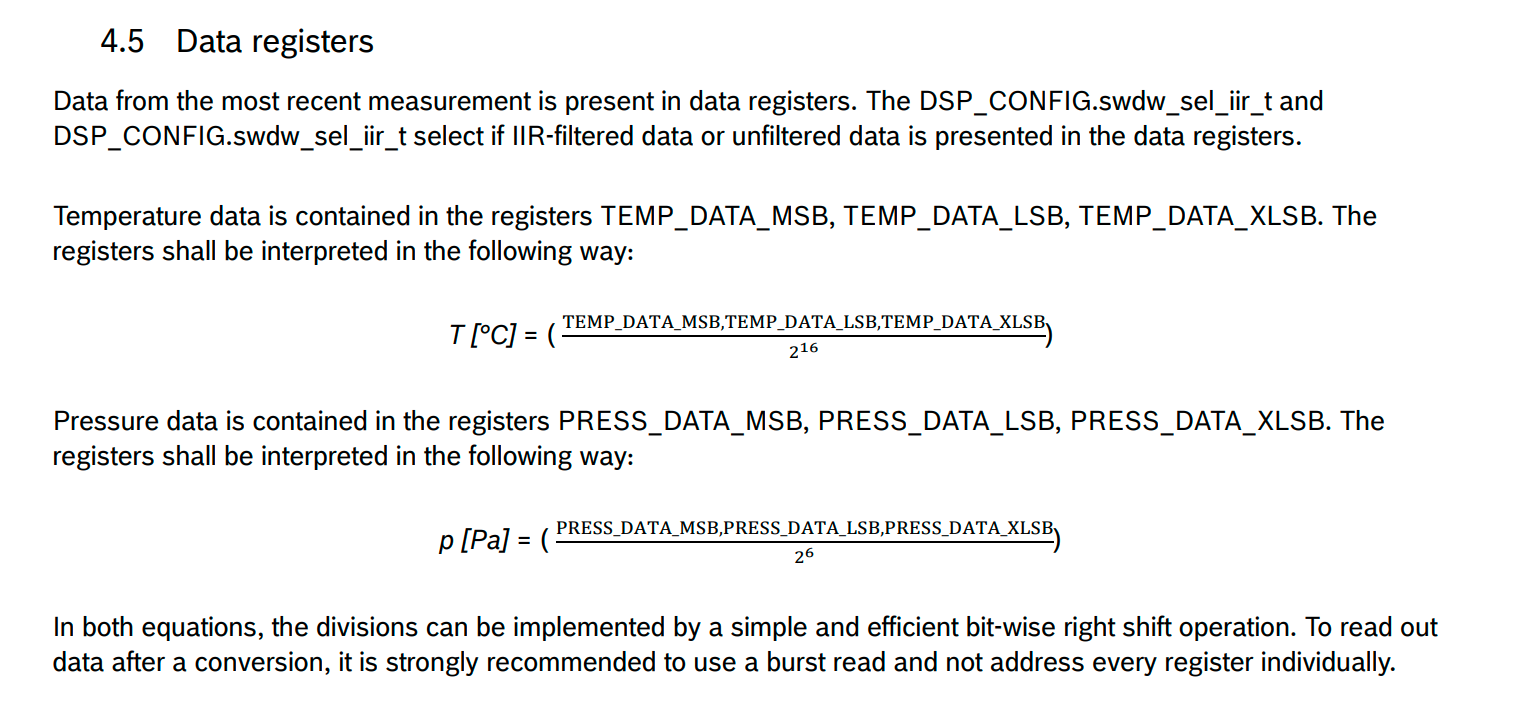 4.5 Data registers
Data from the most recent measurement is present in data registers. The DSP_CONFIG.swdw_sel_iir_t and
DSP_CONFIG.swdw_sel_iir_t select if IIR-filtered data or unfiltered data is presented in the data registers.
Temperature data is contained in the registers TEMP_DATA_MSB, TEMP_DATA_LSB, TEMP_DATA_XLSB. The
registers shall be interpreted in the following way:
T [°C] = ( TEMP_DATA_MSB,TEMP_DATA_LSB,TEMP_DATA_XLSB )
2^16
Pressure data is contained in the registers PRESS_DATA_MSB, PRESS_DATA_LSB, PRESS_DATA_XLSB. The
registers shall be interpreted in the following way:
p [Pa] = ( PRESS_DATA_MSB,PRESS_DATA_LSB,PRESS_DATA_XLSB )
2^6
In both equations, the divisions can be implemented by a simple and efficient bit-wise right shift operation. To read out
data after a conversion, it is strongly recommended to use a burst read and not address every register individually.